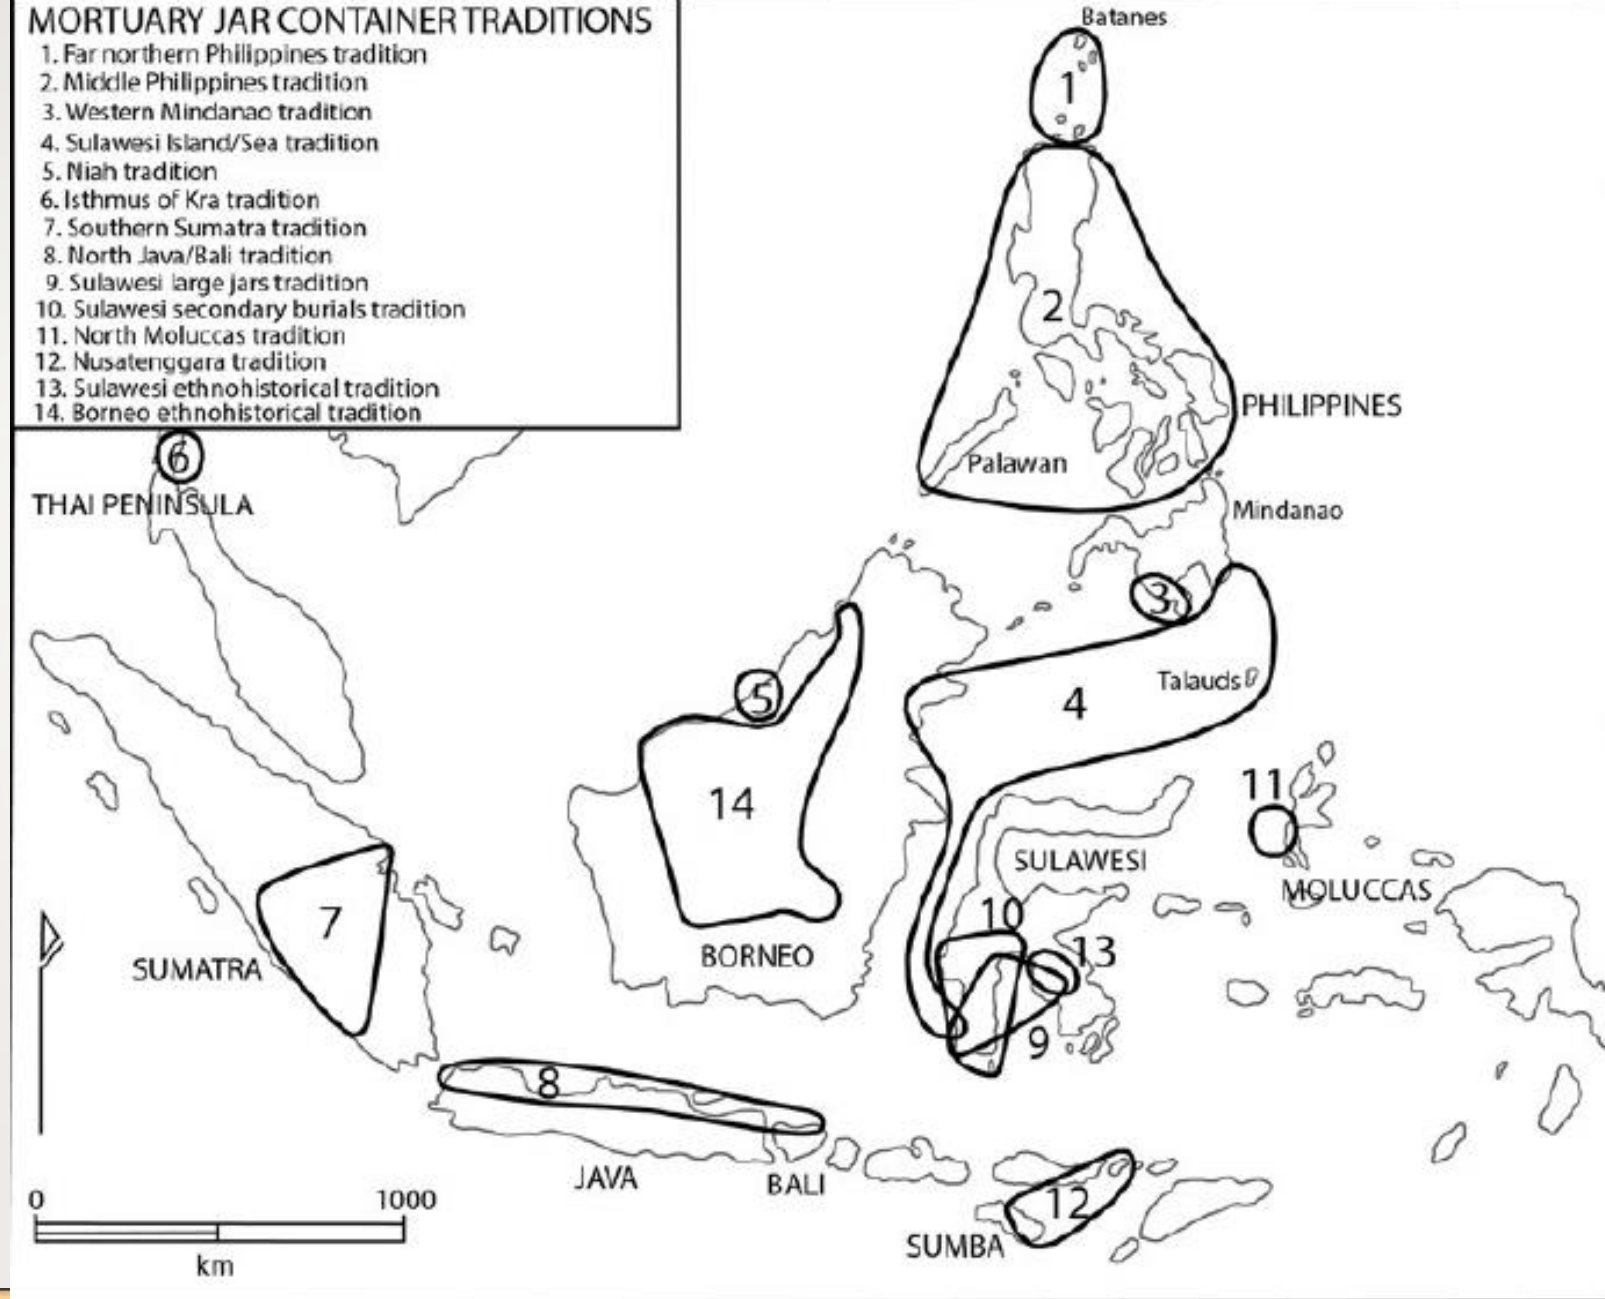 MORTUARY JAR CONTAINER TRADITIONS
1. Far northern Philippines tradition
2. Middle Philippines tradition
3. Western Mindanao tradition
4. Sulawesi Island/Sea tradition
5. Niah tradition
6. Isthmus of Kra tradition
7. Southern Sumatra tradition
8. North Java/Bali tradition
9. Sulawesi large jars tradition
10. Sulawesi secondary burials tradition
11. North Moluccas tradition
12. Nusatenggara tradition
13. Sulawesi ethnohistorical tradition
14. Borneo ethnohistorical tradition
Batanes
1
2
PHILIPPINES
6
Palawan
THAI PENINSULA
Mindanao
3
5
Talauds
4
14
11
SULAWESI
MOLUCCAS
7
10
13
BORNEO
SUMATRA
9
8
JAVA
BALI
12
SUMBA
0 1000
km